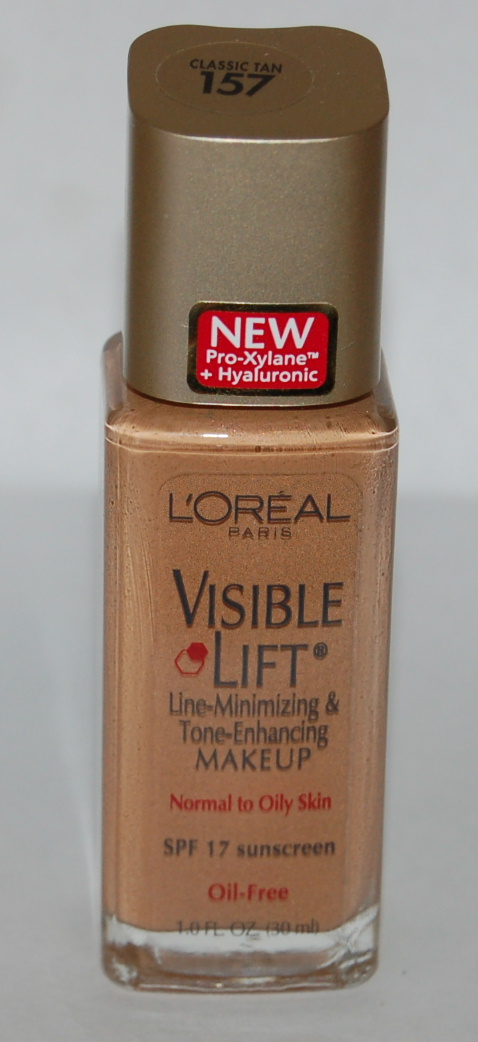 CLASSIC TAN
157
NEW
Pro-Xylane™
+ Hyaluronic
L'ORÉAL
PARIS
VISIBLE
LIFT®
Line-Minimizing &
Tone-Enhancing
MAKEUP
Normal to Oily Skin
SPF 17 sunscreen
Oil-Free
1.0 FL. OZ. (30 ml)